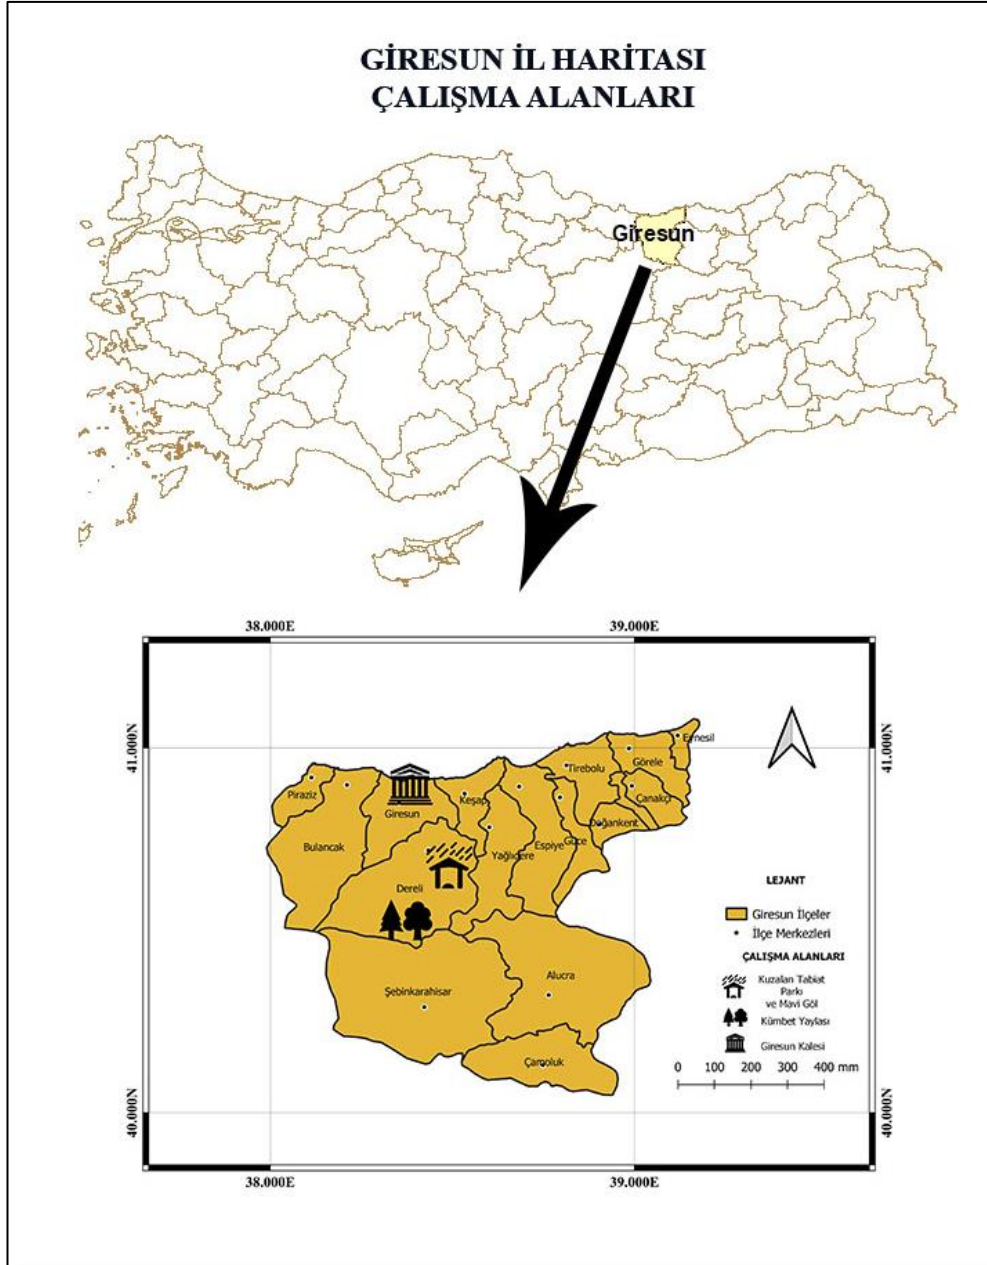 GİRESUN İL HARİTASI
ÇALIŞMA ALANLARI
Giresun
38.000E
39.000E
41.000N
41.000N
Eynesil
Tirebolu
Görele
Piraziz
Keşap
Çanakçı
Giresun
Doğankent
Bulancak
Espiye
Güce
Yağlıdere
Dereli
LEJANT
Giresun İlçeler
İlçe Merkezleri
ÇALIŞMA ALANLARI
Kuzalan Tabiat
Parkı
ve Mavi Göl
Kümbet Yaylası
Giresun Kalesi
0 100 200 300 400 mm
Alucra
Şebinkarahisar
Çamoluk
40.000N
40.000N
38.000E
39.000E